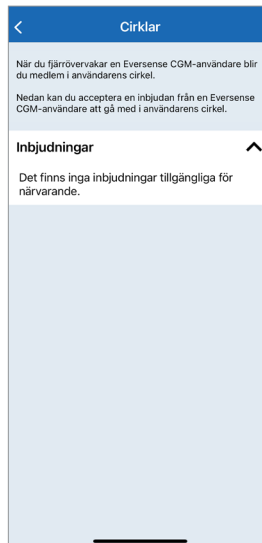 Cirklar
När du fjärrövervakar en Eversense CGM-användare blir
du medlem i användarens cirkel.
Nedan kan du acceptera en inbjudan från en Eversense
CGM-användare att gå med i användarens cirkel.
Inbjudningar
Det finns inga inbjudningar tillgängliga för
närvarande.